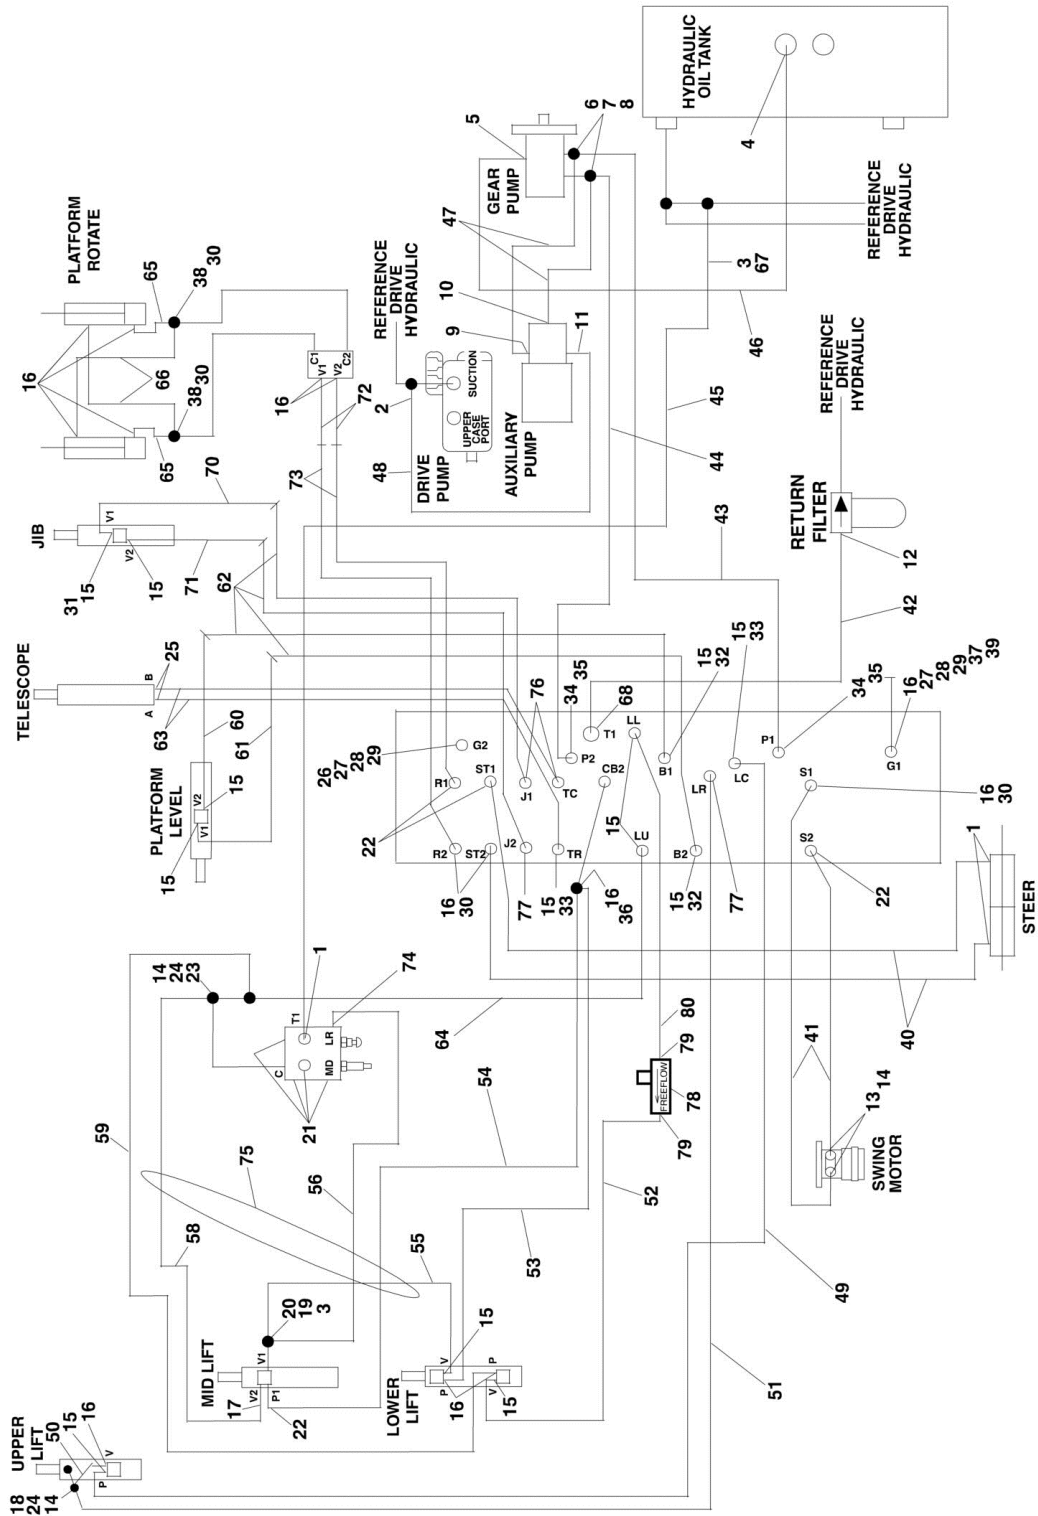 18
24
14
UPPER
LIFT
50
15
16
P
V
MID LIFT
V2
V1
P1
17
22
20
19
3
LOWER
LIFT
P
V
V
P
16
15
15
58
59
75
56
55
53
54
52
51
49
14
24
23
C
T1
MD
LR
21
1
74
64
79
FREEFLOW
78
79
80
SWING
MOTOR
13
14
41
40
STEER
1
PLATFORM
LEVEL
15
V1
V2
15
61
60
TELESCOPE
A
B
63
25
JIB
31
15
V1
V2
15
71
70
62
PLATFORM
ROTATE
16
65
66
65
38
30
38
30
C1
V1
V2
C2
16
72
73
R2
R1
G2
26
27
28
29
22
16
30
ST2
ST1
J2
J1
77
76
TR
TC
15
33
P2
34
35
T1
68
CB2
16
36
LU
LL
15
B2
B1
15
32
15
32
LR
77
LC
15
33
P1
34
35
S2
S1
22
16
30
G1
16
27
28
29
37
39
REFERENCE
DRIVE
HYDRAULIC
2
48
DRIVE
PUMP
UPPER
CASE
PORT
SUCTION
AUXILIARY
PUMP
9
10
11
47
GEAR
PUMP
5
6
7
8
46
45
44
43
42
RETURN
FILTER
12
REFERENCE
DRIVE
HYDRAULIC
3
67
REFERENCE
DRIVE
HYDRAULIC
HYDRAULIC
OIL TANK
4